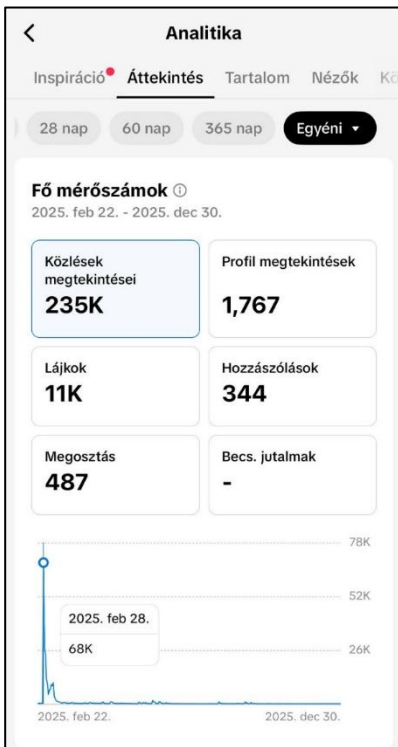 Analitika
Inspiráció Áttekintés Tartalom Nézők Kö
28 nap 60 nap 365 nap Egyéni
Fő mérőszámok
2025. feb 22. - 2025. dec 30.
Közlések
megtekintései
235K
Profil megtekintések
1,767
Lájkok
11K
Hozzászólások
344
Megosztás
487
Becs. jutalmak
-
78K
52K
2025. feb 28.
68K
26K
2025. feb 22. 2025. dec 30.